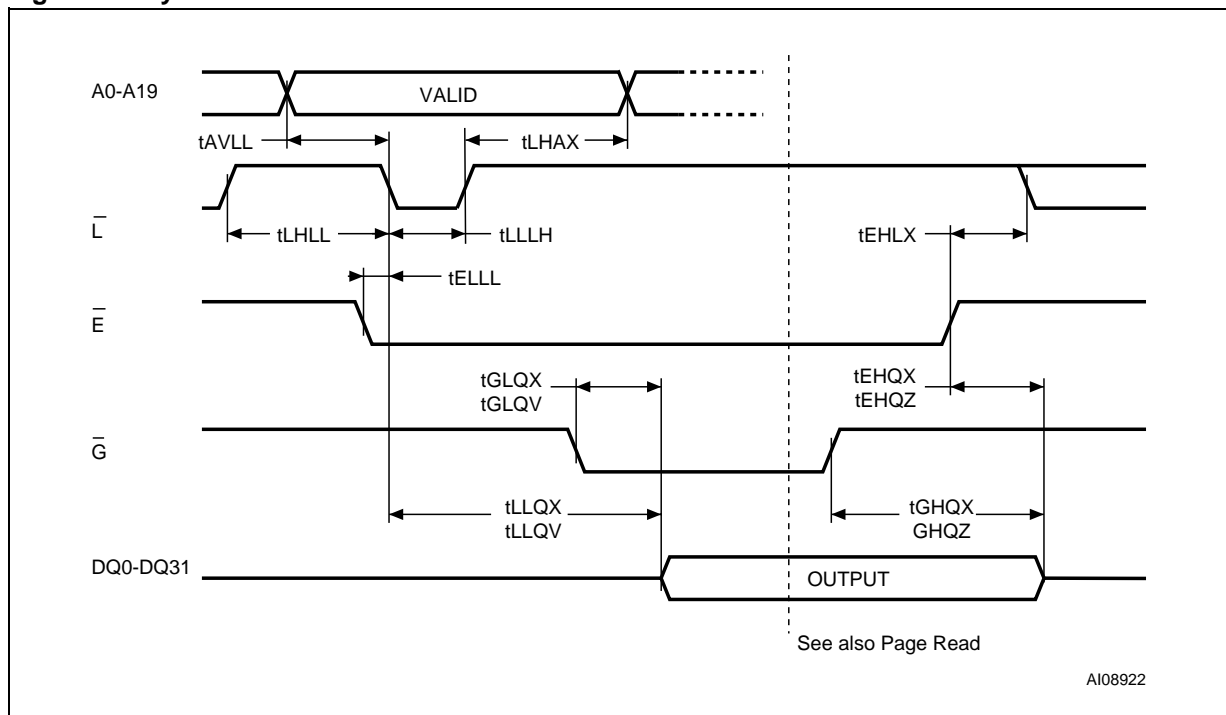 A0-A19
VALID
tAVLL
tLHAX
L
tLHLL
tLLLH
tEHLX
tELLL
E
tGLQX
tGLQV
tEHQX
tEHQZ
G
tLLQX
tLLQV
tGHQX
GHQZ
DQ0-DQ31
OUTPUT
See also Page Read
AI08922